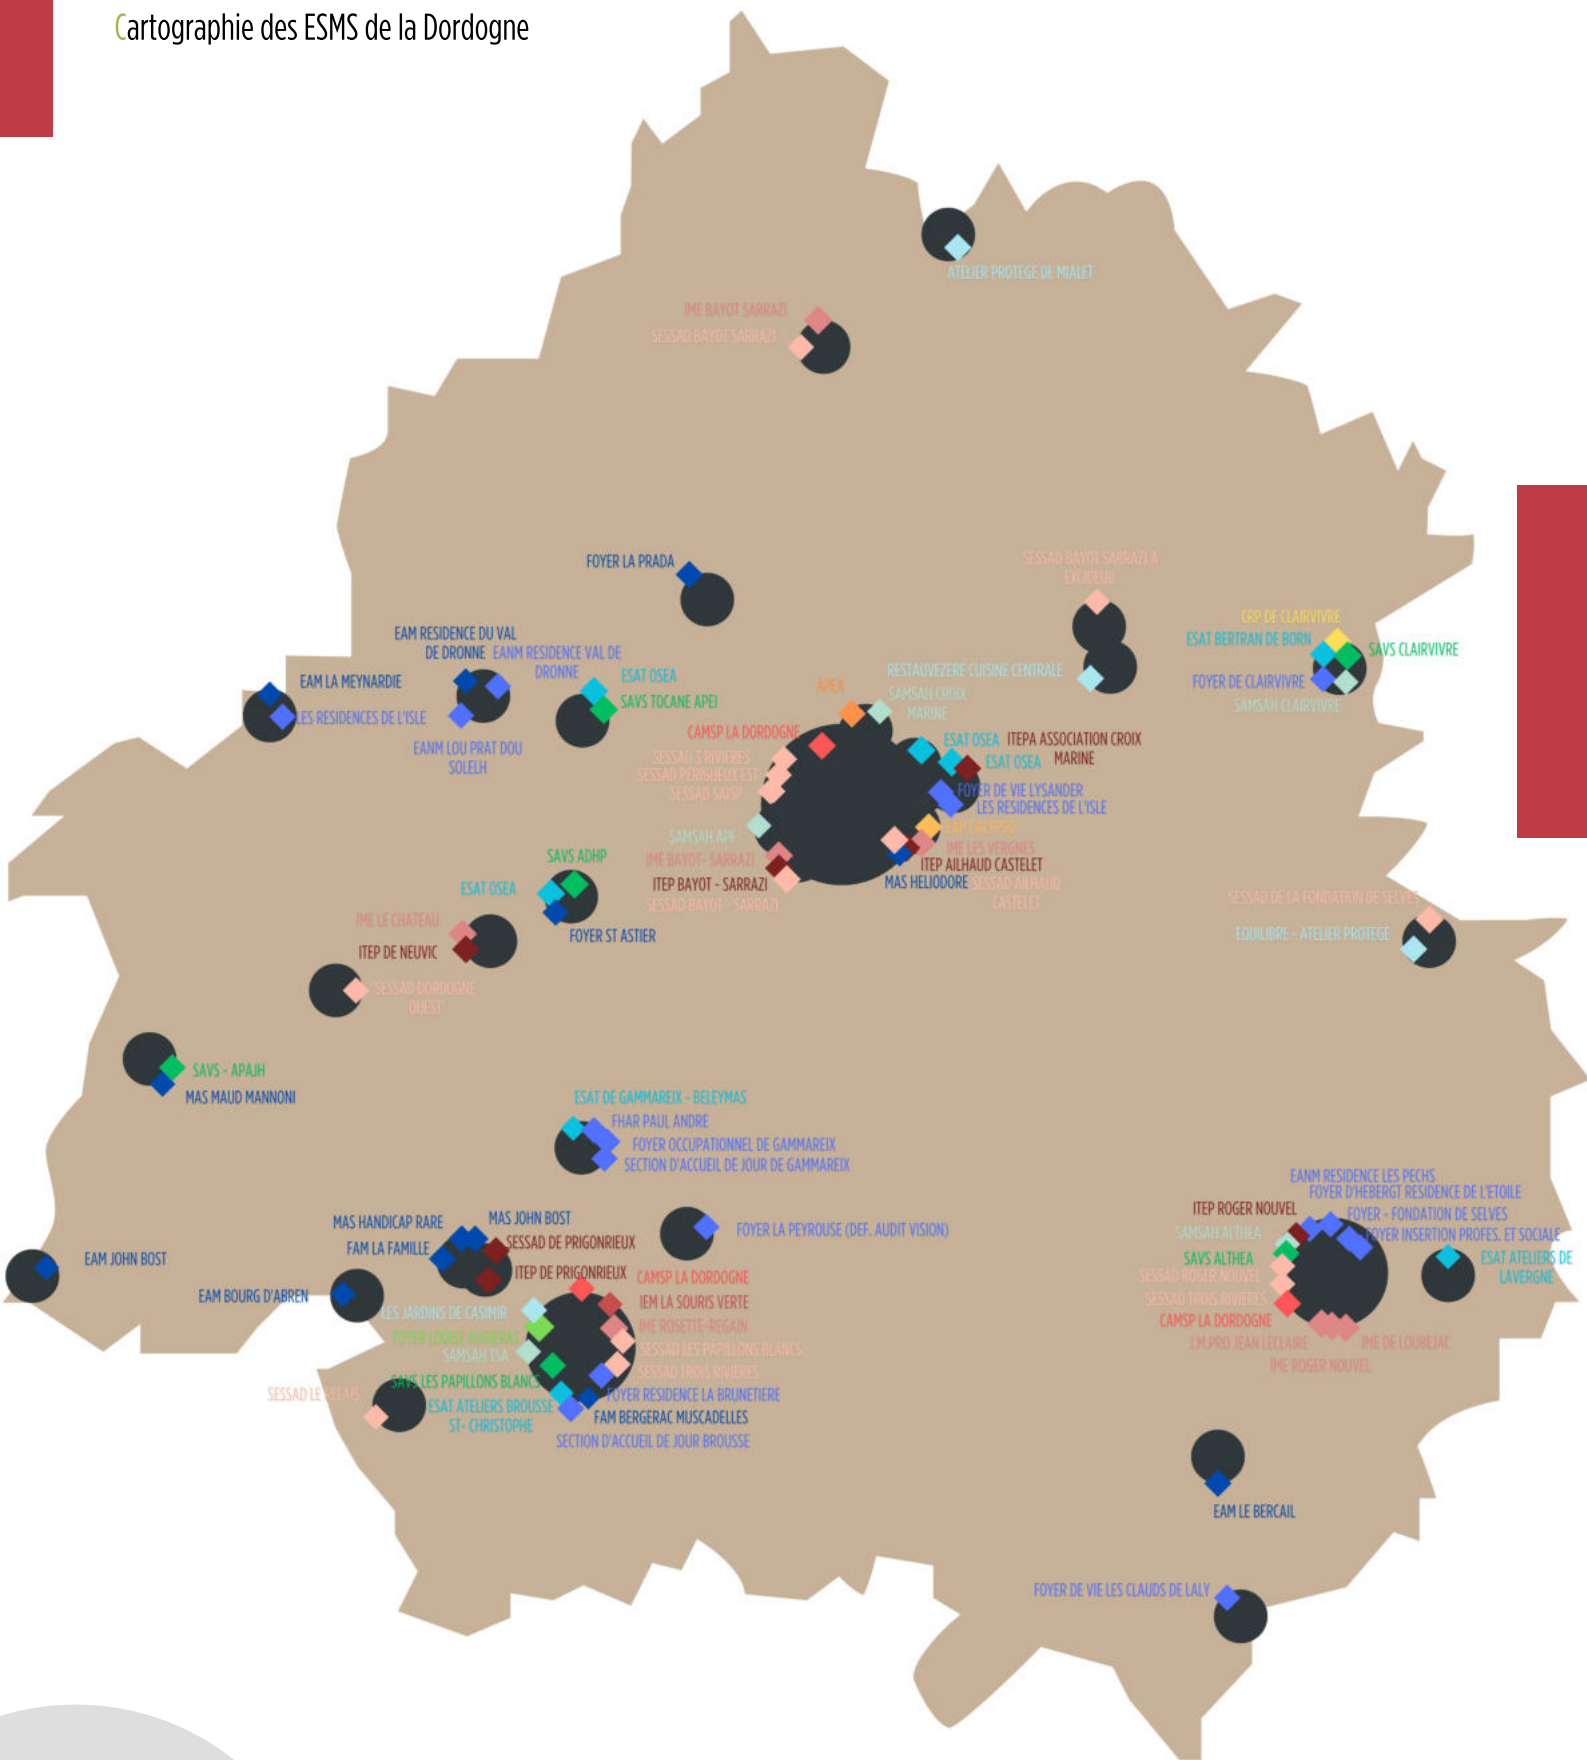 Cartographie des ESMS de la Dordogne
ATELIER PROTEGE DE MIALET
IME BAYOT SARRAZI
SESSAD BAYOT SARRAZI
FOYER LA PRADA
SESSAD BAYOT SARRAZI A
EXCIDEUIL
CRP DE CLAIRVIVRE
ESAT BERTRAN DE BORN
SAVS CLAIRVIVRE
FOYER DE CLAIRVIVRE
SAMSAH CLAIRVIVRE
EAM RESIDENCE DU VAL
DE DRONNE
EANM RESIDENCE VAL DE
DRONNE
EAM LA MEYNARDIE
LES RESIDENCES DE L'ISLE
EANM LOU PRAT DOU
SOLELH
ESAT OSEA
SAVS TOCANE APEI
RESTAUVEZERE CUISINE CENTRALE
APEA
SAMSAH CROIX
MARINE
CAMSP LA DORDOGNE
SESSAD 3 RIVIERES
SESSAD PERIGUEUX EST
SESSAD SAISP
ESAT OSEA
ITEPA ASSOCIATION CROIX
MARINE
ESAT OSEA
FOYER DE VIE LYSANDER
LES RESIDENCES DE L'ISLE
SAMSAH APF
CALYPSO
IME LES VERGNES
IME BAYOT- SARRAZI
ITEP AILHAUD CASTELET
ITEP BAYOT - SARRAZI
MAS HELIODORE
SESSAD AILHAUD
CASTELET
SESSAD BAYOT - SARRAZI
SAVS ADHP
ESAT OSEA
FOYER ST ASTIER
IME LE CHATEAU
ITEP DE NEUVIC
SESSAD DORDOGNE
OUEST
SESSAD DE LA FONDATION DE SELVES
EQUILIBRE - ATELIER PROTEGE
SAVS - APAJH
MAS MAUD MANNONI
ESAT DE GAMMAREIX - BELEYMAS
FHAR PAUL ANDRE
FOYER OCCUPATIONNEL DE GAMMAREIX
SECTION D'ACCUEIL DE JOUR DE GAMMAREIX
FOYER LA PEYROUSE (DEF. AUDIT VISION)
MAS HANDICAP RARE
MAS JOHN BOST
FAM LA FAMILLE
SESSAD DE PRIGONRIEUX
ITEP DE PRIGONRIEUX
EAM JOHN BOST
EAM BOURG D'ABREN
CAMSP LA DORDOGNE
LES JARDINS DE CASIMIR
IEM LA SOURIS VERTE
FOYER LOUISE AUGIERAS
IME ROSETTE-REGAIN
SAMSAH TSA
SESSAD LES PAPILLONS BLANCS
SESSAD TROIS RIVIERES
SAVS LES PAPILLONS BLANCS
SESSAD LE RELAIS
FOYER RESIDENCE LA BRUNETIERE
ESAT ATELIERS BROUSSE
ST- CHRISTOPHE
FAM BERGERAC MUSCADELLES
SECTION D'ACCUEIL DE JOUR BROUSSE
EANM RESIDENCE LES PECHS
FOYER D'HEBERGT RESIDENCE DE L'ETOILE
ITEP ROGER NOUVEL
FOYER - FONDATION DE SELVES
SAMSAH ALTHEA
FOYER INSERTION PROFES. ET SOCIALE
SAVS ALTHEA
ESAT ATELIERS DE
LAVERGNE
SESSAD ROGER NOUVEL
SESSAD TROIS RIVIERES
CAMSP LA DORDOGNE
I.M.PRO JEAN LECLAIRE
IME DE LOUBEJAC
IME ROGER NOUVEL
EAM LE BERCAIL
FOYER DE VIE LES CLAUDS DE LALY